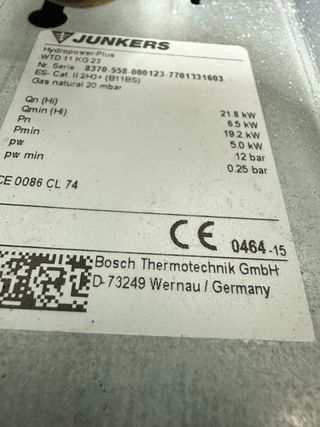 JUNKERS
Hydropower-Plus
WTD 11 KG 23
Nr. Serie 8370-558-000123-7701331603
ES- Cat. II 2H3+ (B11BS)
Gas natural 20 mbar
Qn (Hi) 21.8 kW
Qmin (Hi) 6.5 kW
Pn 19.2 kW
Pmin 5.0 kW
pw 12 bar
pw min 0.25 bar
CE 0086 CL 74
CE 0464 -15
Bosch Thermotechnik GmbH
D-73249 Wernau / Germany